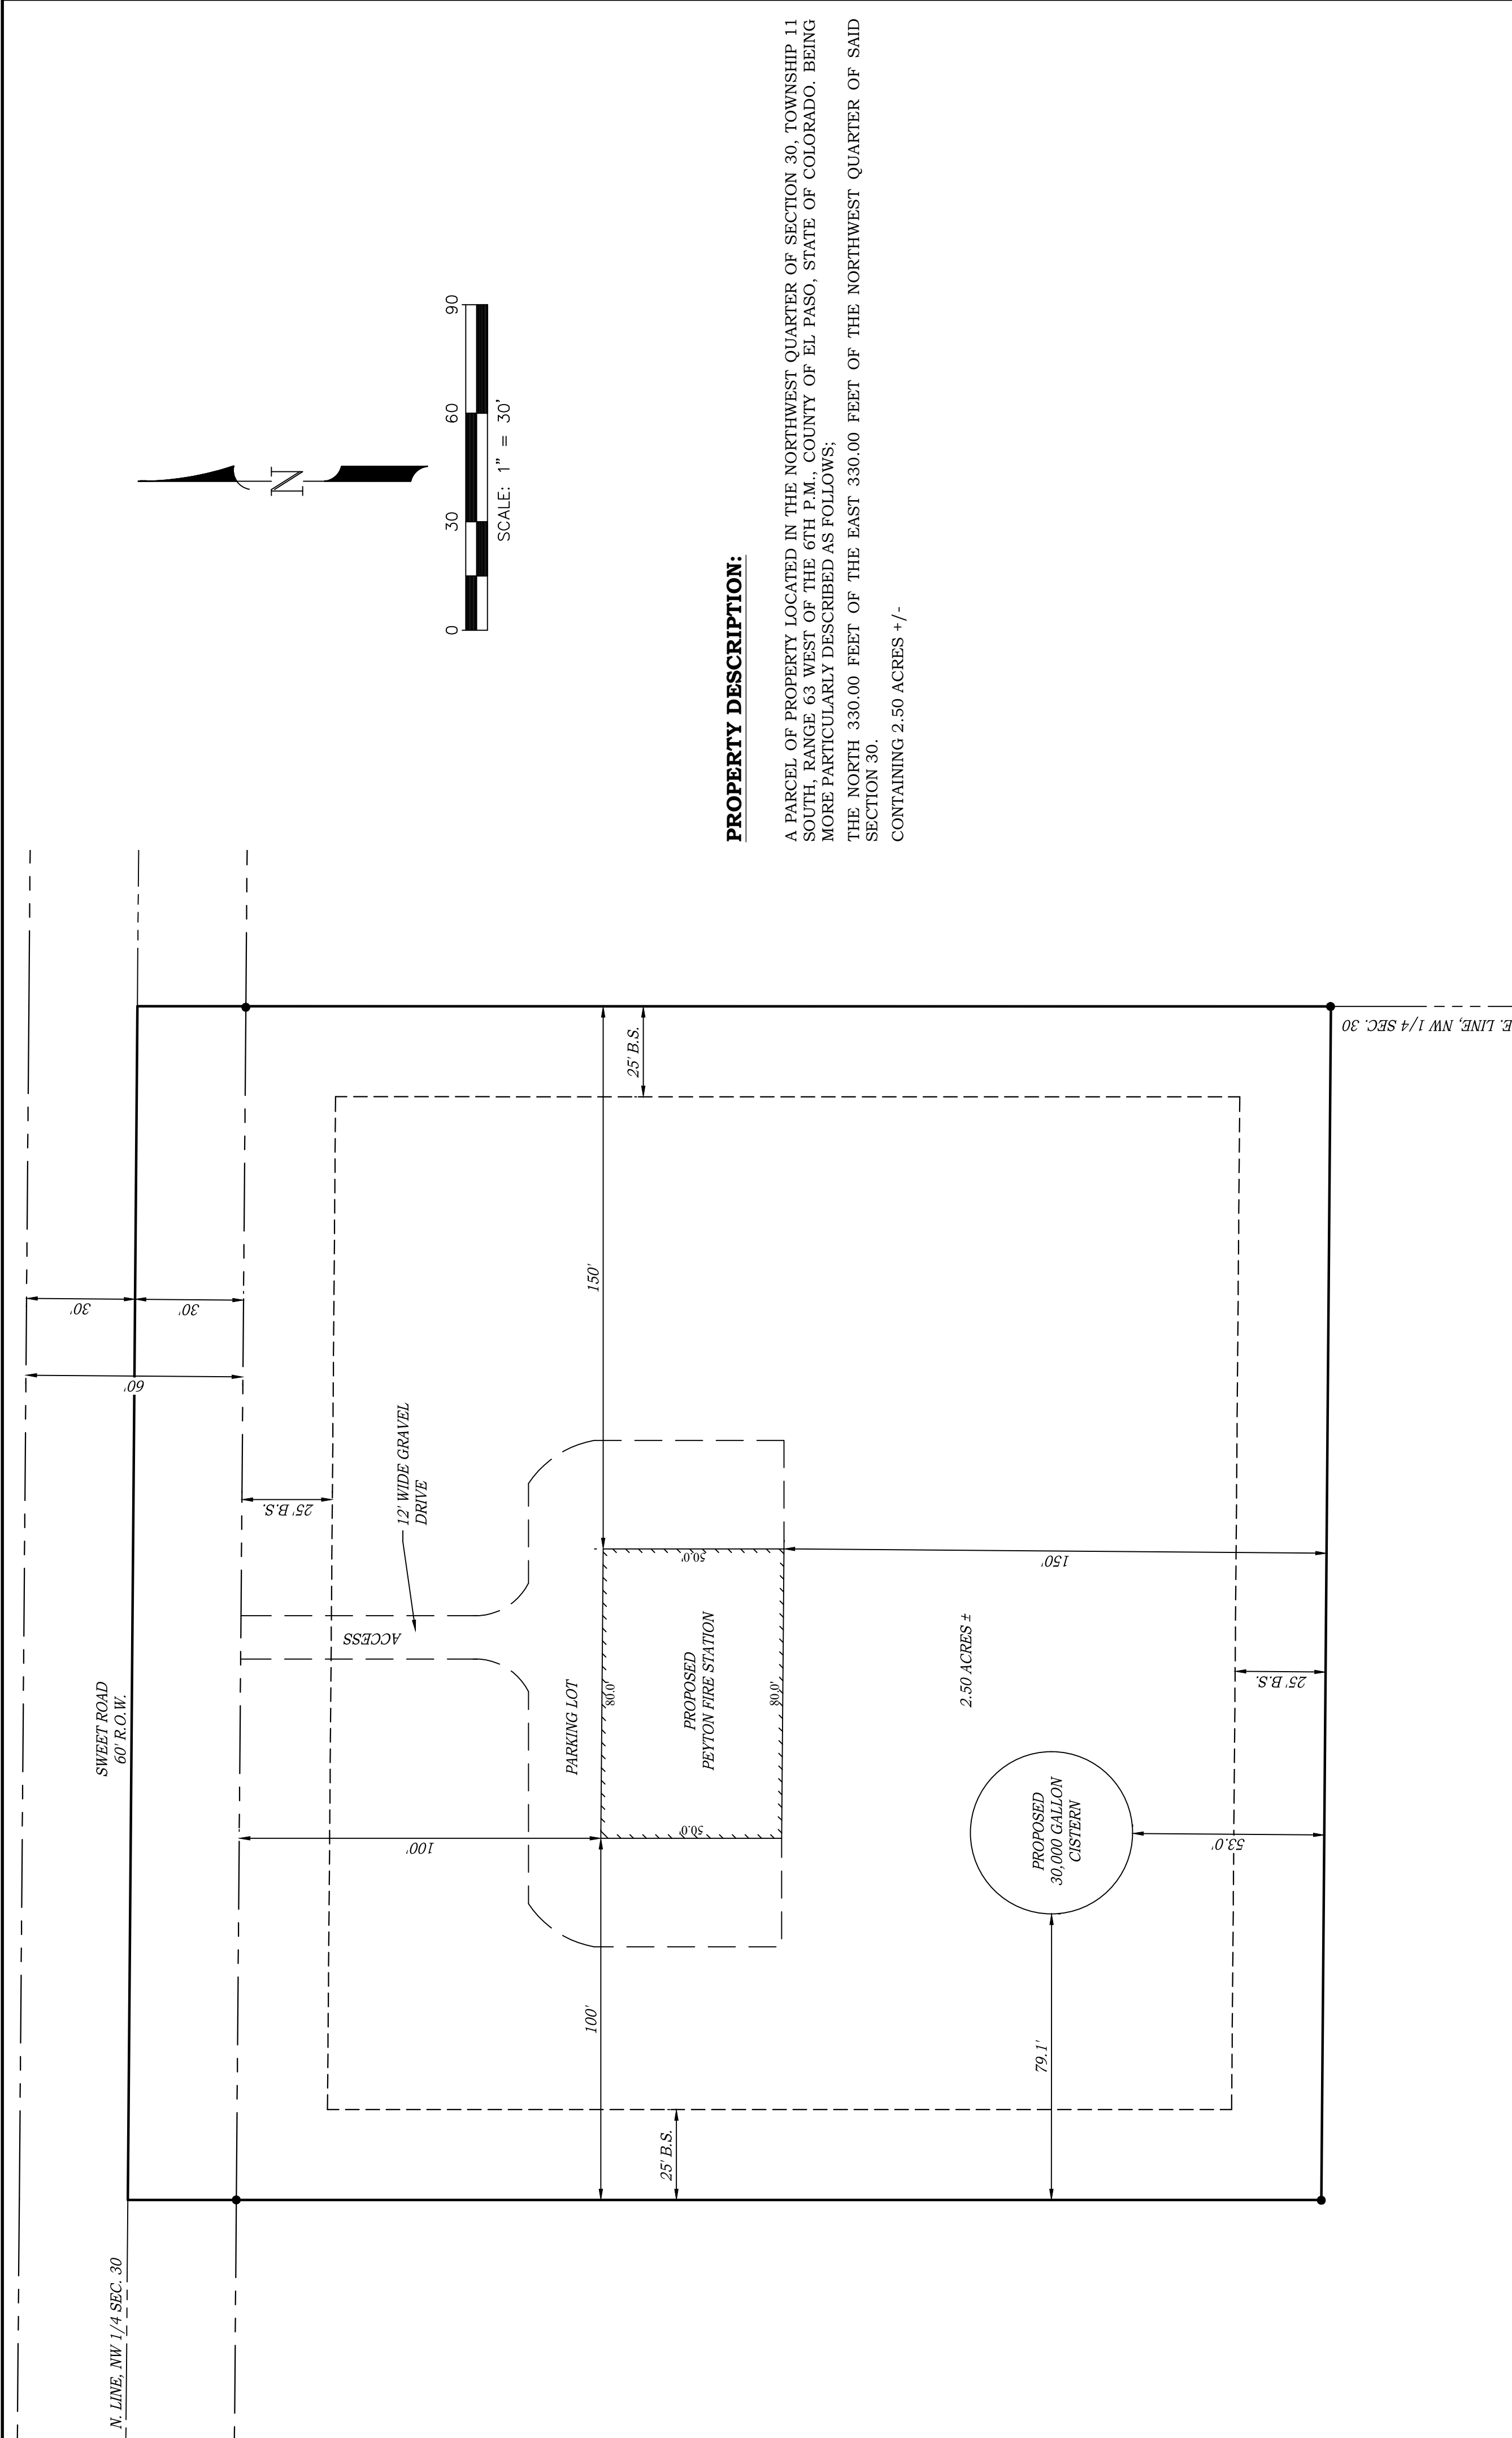 N. LINE, NW 1/4 SEC. 30
SWEET ROAD
60' R.O.W.
60'
30'
30'
N
0 30 60 90
SCALE: 1" = 30'
25' B.S.
ACCESS
12' WIDE GRAVEL
DRIVE
100'
PARKING LOT
100'
150'
25' B.S.
25' B.S.
80.0'
50.0'
50.0'
80.0'
PROPOSED
PEYTON FIRE STATION
2.50 ACRES ±
150'
79.1'
PROPOSED
30,000 GALLON
CISTERN
53.0'
25' B.S.
E. LINE, NW 1/4 SEC. 30
PROPERTY DESCRIPTION:
A PARCEL OF PROPERTY LOCATED IN THE NORTHWEST QUARTER OF SECTION 30, TOWNSHIP 11
SOUTH, RANGE 63 WEST OF THE 6TH P.M., COUNTY OF EL PASO, STATE OF COLORADO. BEING
MORE PARTICULARLY DESCRIBED AS FOLLOWS;
THE NORTH 330.00 FEET OF THE EAST 330.00 FEET OF THE NORTHWEST QUARTER OF SAID
SECTION 30.
CONTAINING 2.50 ACRES +/-